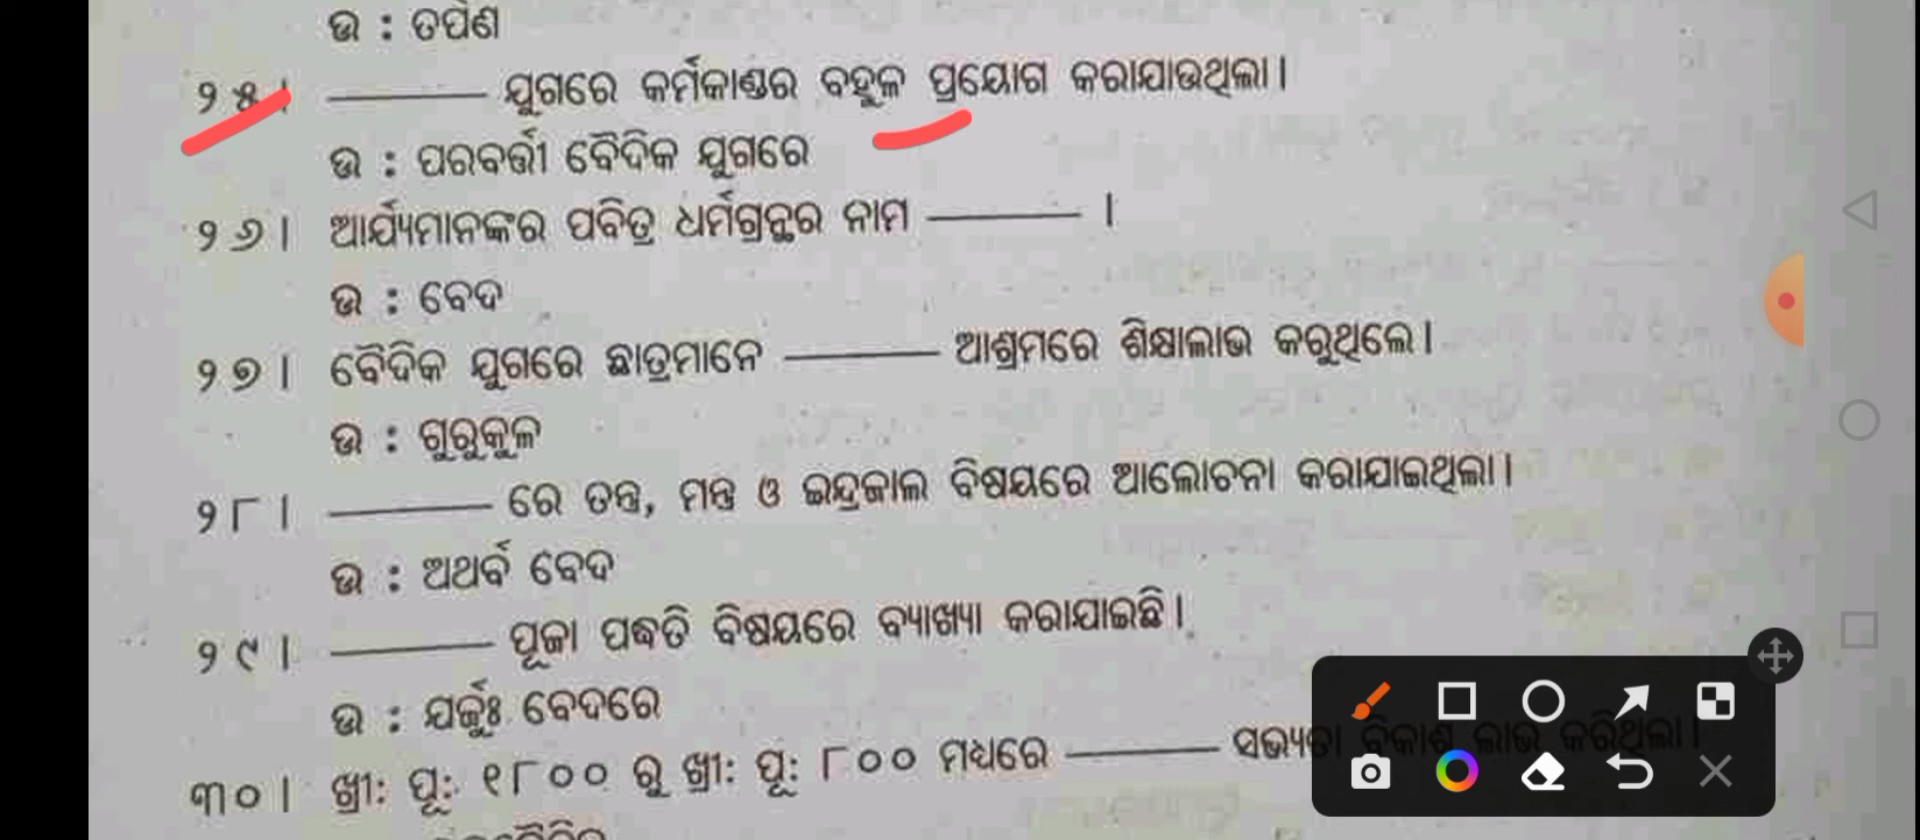 ଉ : ତର୍ପଣ
୨୫। ______ ଯୁଗରେ କର୍ମକାଣ୍ଡର ବହୁଳ ପ୍ରୟୋଗ କରାଯାଉଥିଲା।
ଉ : ପରବର୍ତ୍ତୀ ବୈଦିକ ଯୁଗରେ
୨୬। ଆର୍ଯ୍ୟମାନଙ୍କର ପବିତ୍ର ଧର୍ମଗ୍ରନ୍ଥର ନାମ ______ ।
ଉ : ବେଦ
୨୭। ବୈଦିକ ଯୁଗରେ ଛାତ୍ରମାନେ ______ ଆଶ୍ରମରେ ଶିକ୍ଷାଲାଭ କରୁଥିଲେ।
ଉ : ଗୁରୁକୁଳ
୨୮। ______ ରେ ତନ୍ତ୍ର, ମନ୍ତ୍ର ଓ ଇନ୍ଦ୍ରଜାଲ ବିଷୟରେ ଆଲୋଚନା କରାଯାଇଥିଲା।
ଉ : ଅଥର୍ବ ବେଦ
୨୯। ______ ପୂଜା ପଦ୍ଧତି ବିଷୟରେ ବ୍ୟାଖ୍ୟା କରାଯାଇଛି।
ଉ : ଯର୍ଜୁଃ ବେଦରେ
୩୦। ଖ୍ରୀ: ପୂ: ୧୮୦୦ ରୁ ଖ୍ରୀ: ପୂ: ୮୦୦ ମଧ୍ୟରେ ______ ସଭ୍ୟତା ବିକାଶ ଲାଭ କରିଥିଲା।